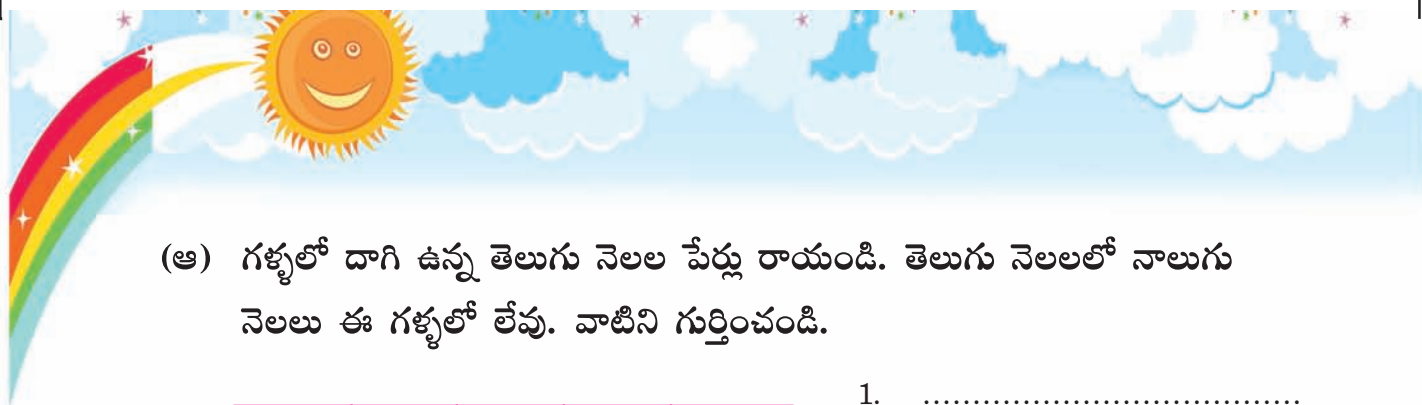 (ఆ) గళ్ళలో దాగి ఉన్న తెలుగు నెలల పేర్లు రాయండి. తెలుగు నెలలలో నాలుగు
నెలలు ఈ గళ్ళలో లేవు. వాటిని గుర్తించండి.
1. ......................................